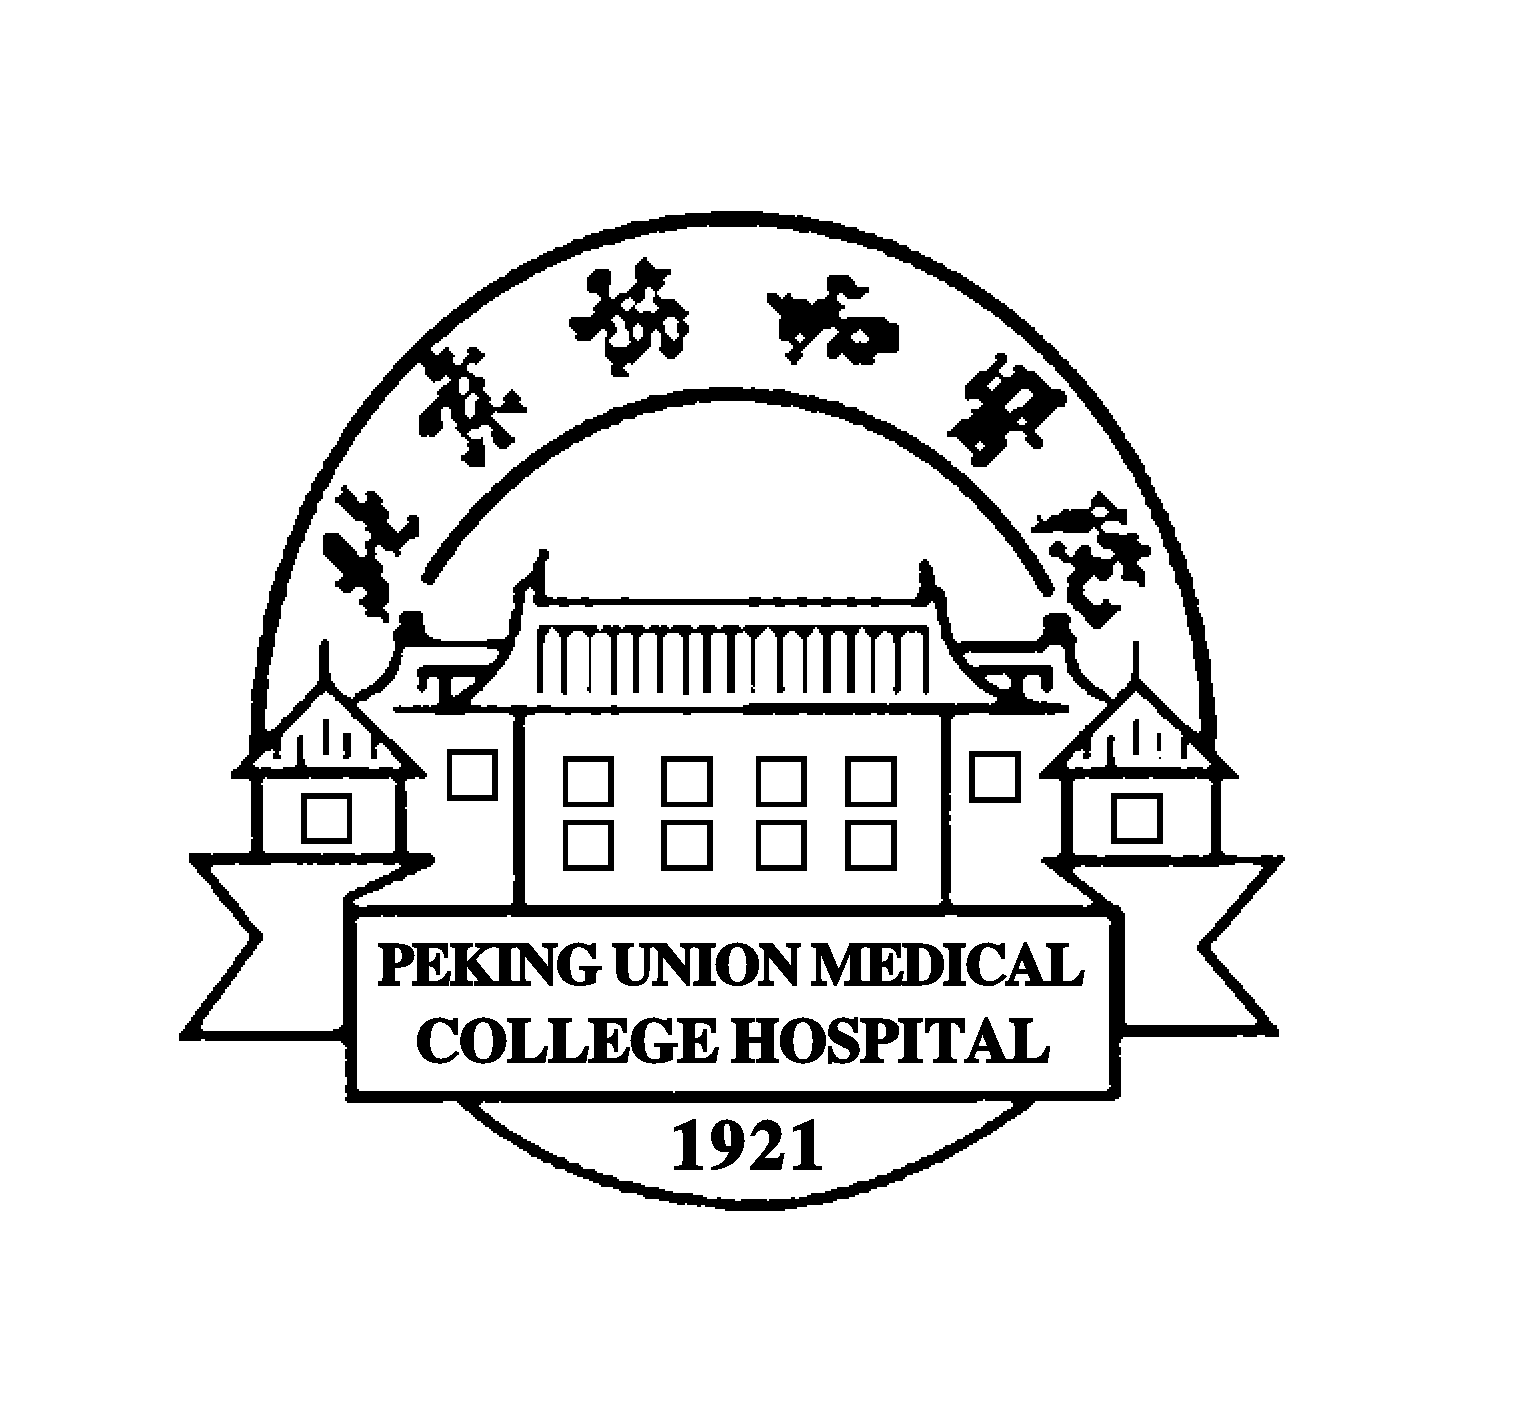 北京协和医院
PEKING UNION MEDICAL
COLLEGE HOSPITAL
1921